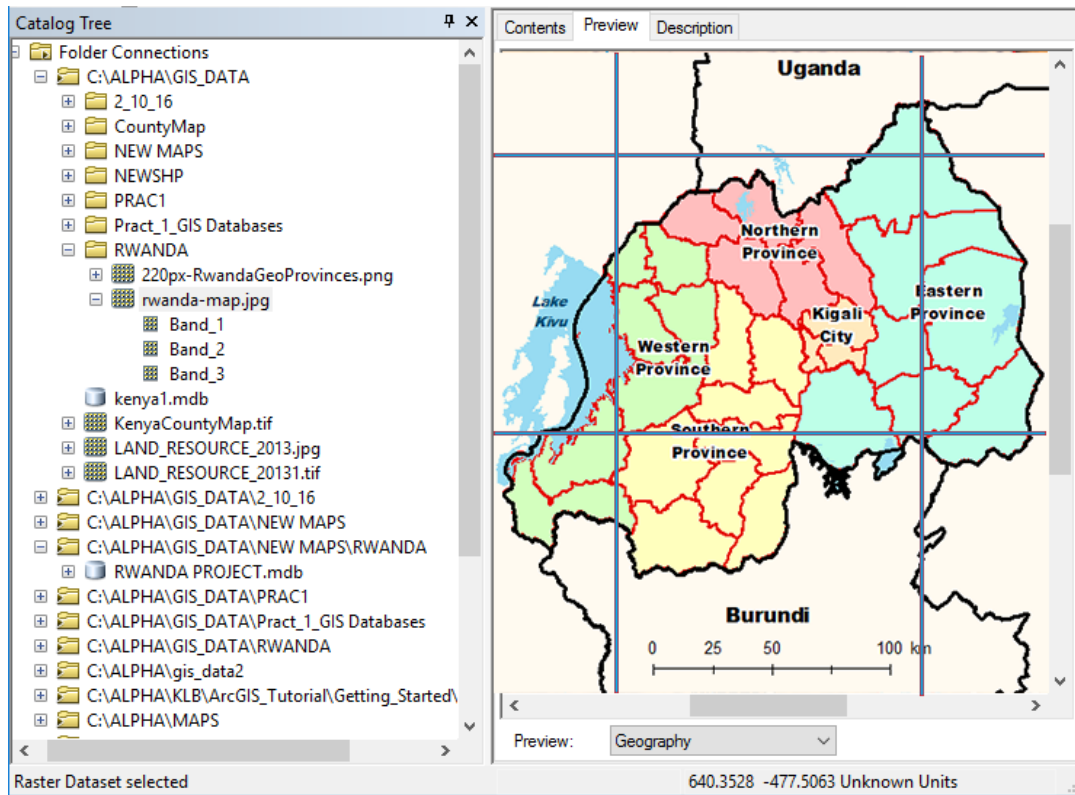 Catalog Tree
Folder Connections
C:\ALPHA\GIS_DATA
2_10_16
CountyMap
NEW MAPS
NEWSHP
PRAC1
Pract_1_GIS Databases
RWANDA
220px-RwandaGeoProvinces.png
rwanda-map.jpg
Band_1
Band_2
Band_3
kenya1.mdb
KenyaCountyMap.tif
LAND_RESOURCE_2013.jpg
LAND_RESOURCE_20131.tif
C:\ALPHA\GIS_DATA\2_10_16
C:\ALPHA\GIS_DATA\NEW MAPS
C:\ALPHA\GIS_DATA\NEW MAPS\RWANDA
RWANDA PROJECT.mdb
C:\ALPHA\GIS_DATA\PRAC1
C:\ALPHA\GIS_DATA\Pract_1_GIS Databases
C:\ALPHA\GIS_DATA\RWANDA
C:\ALPHA\gis_data2
C:\ALPHA\KLB\ArcGIS_Tutorial\Getting_Started\
C:\ALPHA\MAPS
Contents Preview Description
Uganda
Northern
Province
Lake
Kivu
Eastern
Province
Kigali
City
Western
Province
Southern
Province
Burundi
0 25 50 100 km
Preview: Geography
Raster Dataset selected
640.3528 -477.5063 Unknown Units